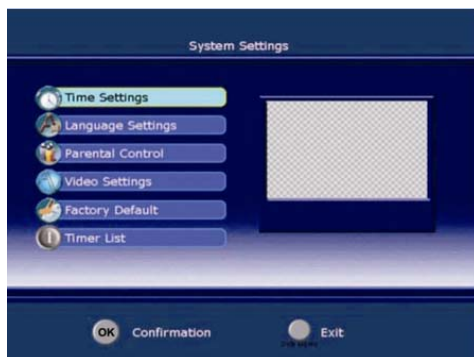 System Settings
Time Settings
Language Settings
Parental Control
Video Settings
Factory Default
Timer List
OK Confirmation
Exit